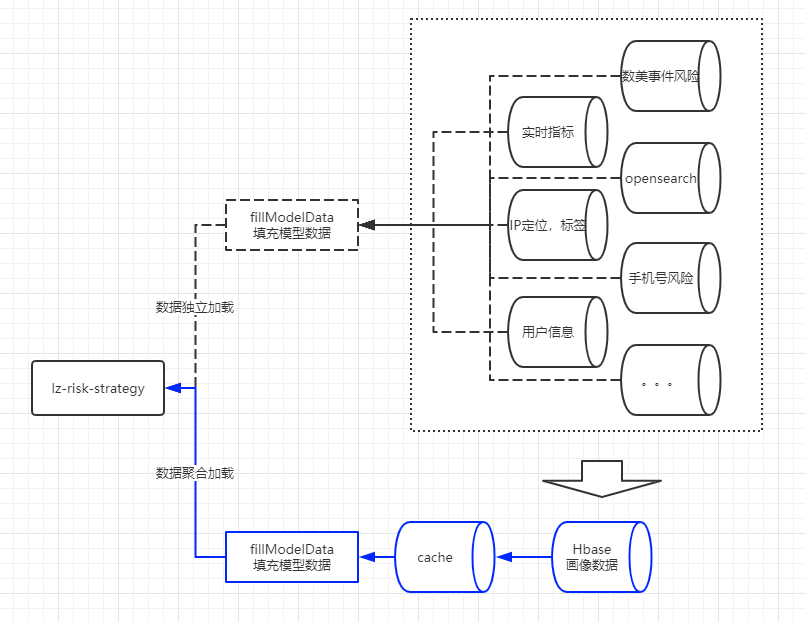 数美事件风险
实时指标
opensearch
fillModelData
填充模型数据
IP定位，标签
手机号风险
数据独立加载
用户信息
lz-risk-strategy
。。。
数据聚合加载
fillModelData
填充模型数据
cache
Hbase
画像数据